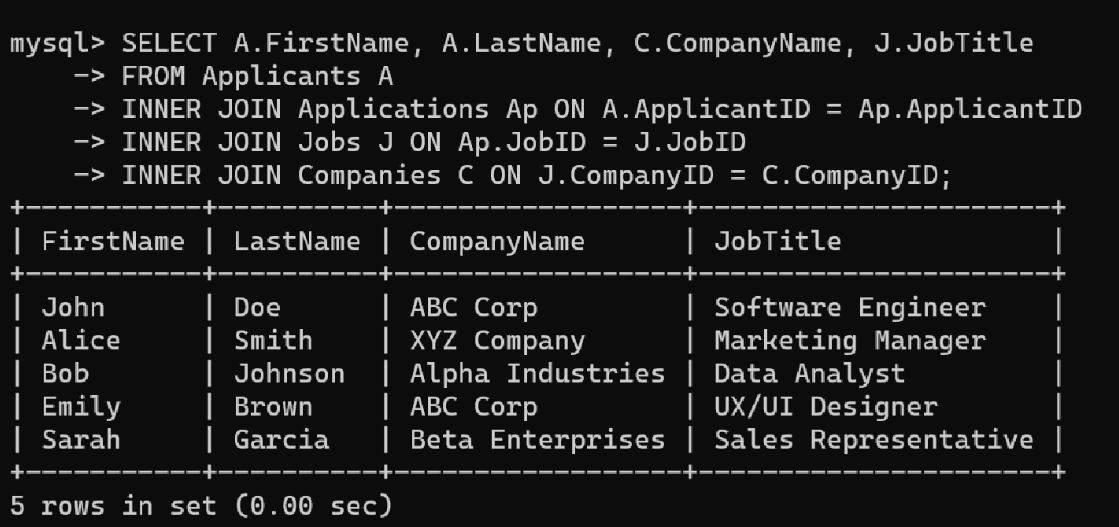 mysql> SELECT A.FirstName, A.LastName, C.CompanyName, J.JobTitle
    -> FROM Applicants A
    -> INNER JOIN Applications Ap ON A.ApplicantID = Ap.ApplicantID
    -> INNER JOIN Jobs J ON Ap.JobID = J.JobID
    -> INNER JOIN Companies C ON J.CompanyID = C.CompanyID;
+-----------+----------+------------------+----------------------+
| FirstName | LastName | CompanyName      | JobTitle             |
+-----------+----------+------------------+----------------------+
| John      | Doe      | ABC Corp         | Software Engineer    |
| Alice     | Smith    | XYZ Company      | Marketing Manager    |
| Bob       | Johnson  | Alpha Industries | Data Analyst         |
| Emily     | Brown    | ABC Corp         | UX/UI Designer       |
| Sarah     | Garcia   | Beta Enterprises | Sales Representative |
+-----------+----------+------------------+----------------------+
5 rows in set (0.00 sec)